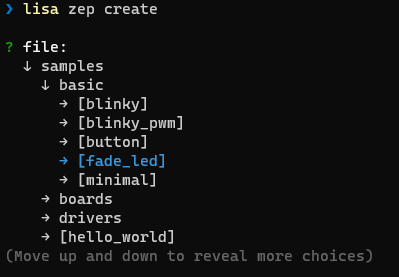 ❯ lisa zep create
? file:
↓ samples
↓ basic
→ [blinky]
→ [blinky_pwm]
→ [button]
→ [fade_led]
→ [minimal]
→ boards
→ drivers
→ [hello_world]
(Move up and down to reveal more choices)